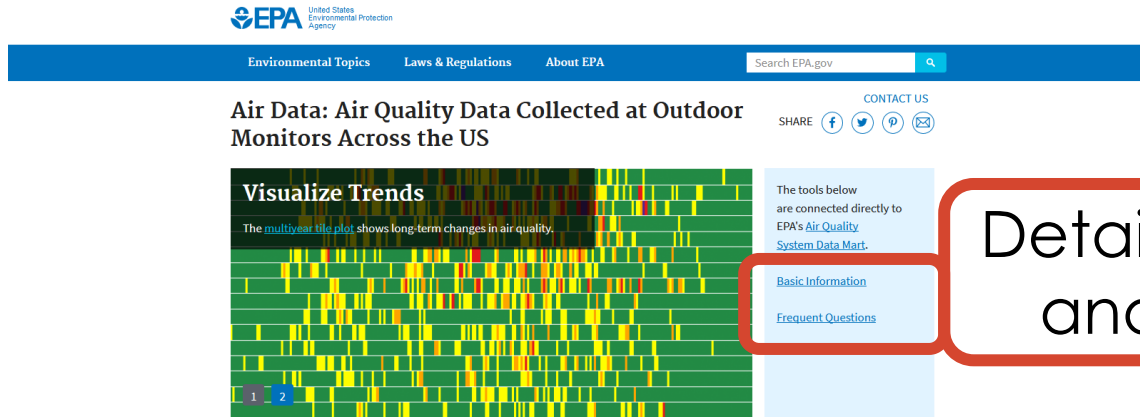 EPA
United States
Environmental Protection
Agency
Environmental Topics Laws & Regulations About EPA Search EPA.gov
CONTACT US
Air Data: Air Quality Data Collected at Outdoor
Monitors Across the US
SHARE
Visualize Trends
The multiyear tile plot shows long-term changes in air quality.
1 2
The tools below
are connected directly to
EPA's Air Quality
System Data Mart.
Basic Information
Frequent Questions